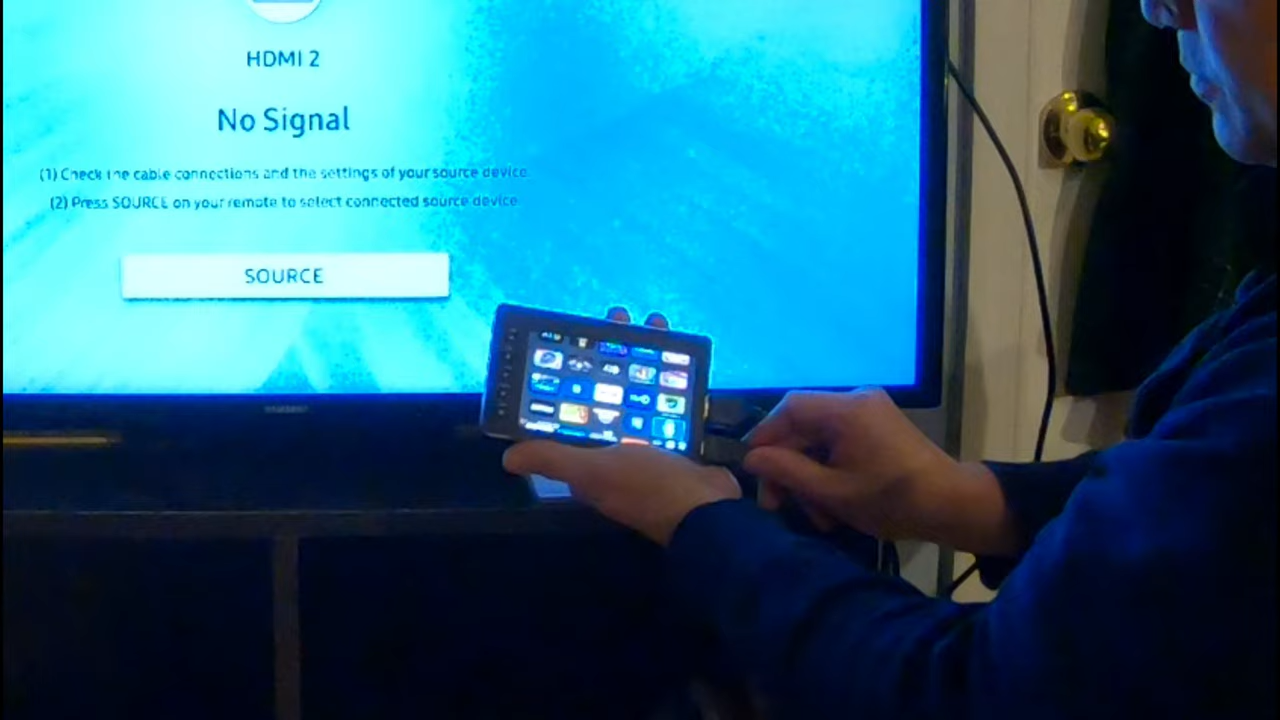 HDMI 2
No Signal
(1) Check the cable connections and the settings of your source device.
(2) Press SOURCE on your remote to select connected source device.
SOURCE
SAMSUNG